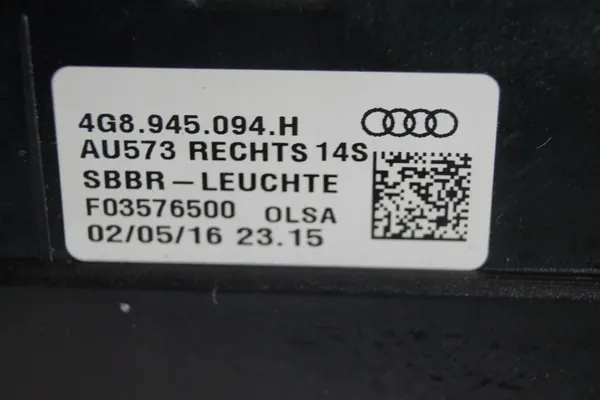 4G8.945.094.H
AU573 RECHTS 14S
SBBR-LEUCHTE
F03576500 OLSA
02/05/16 23.15